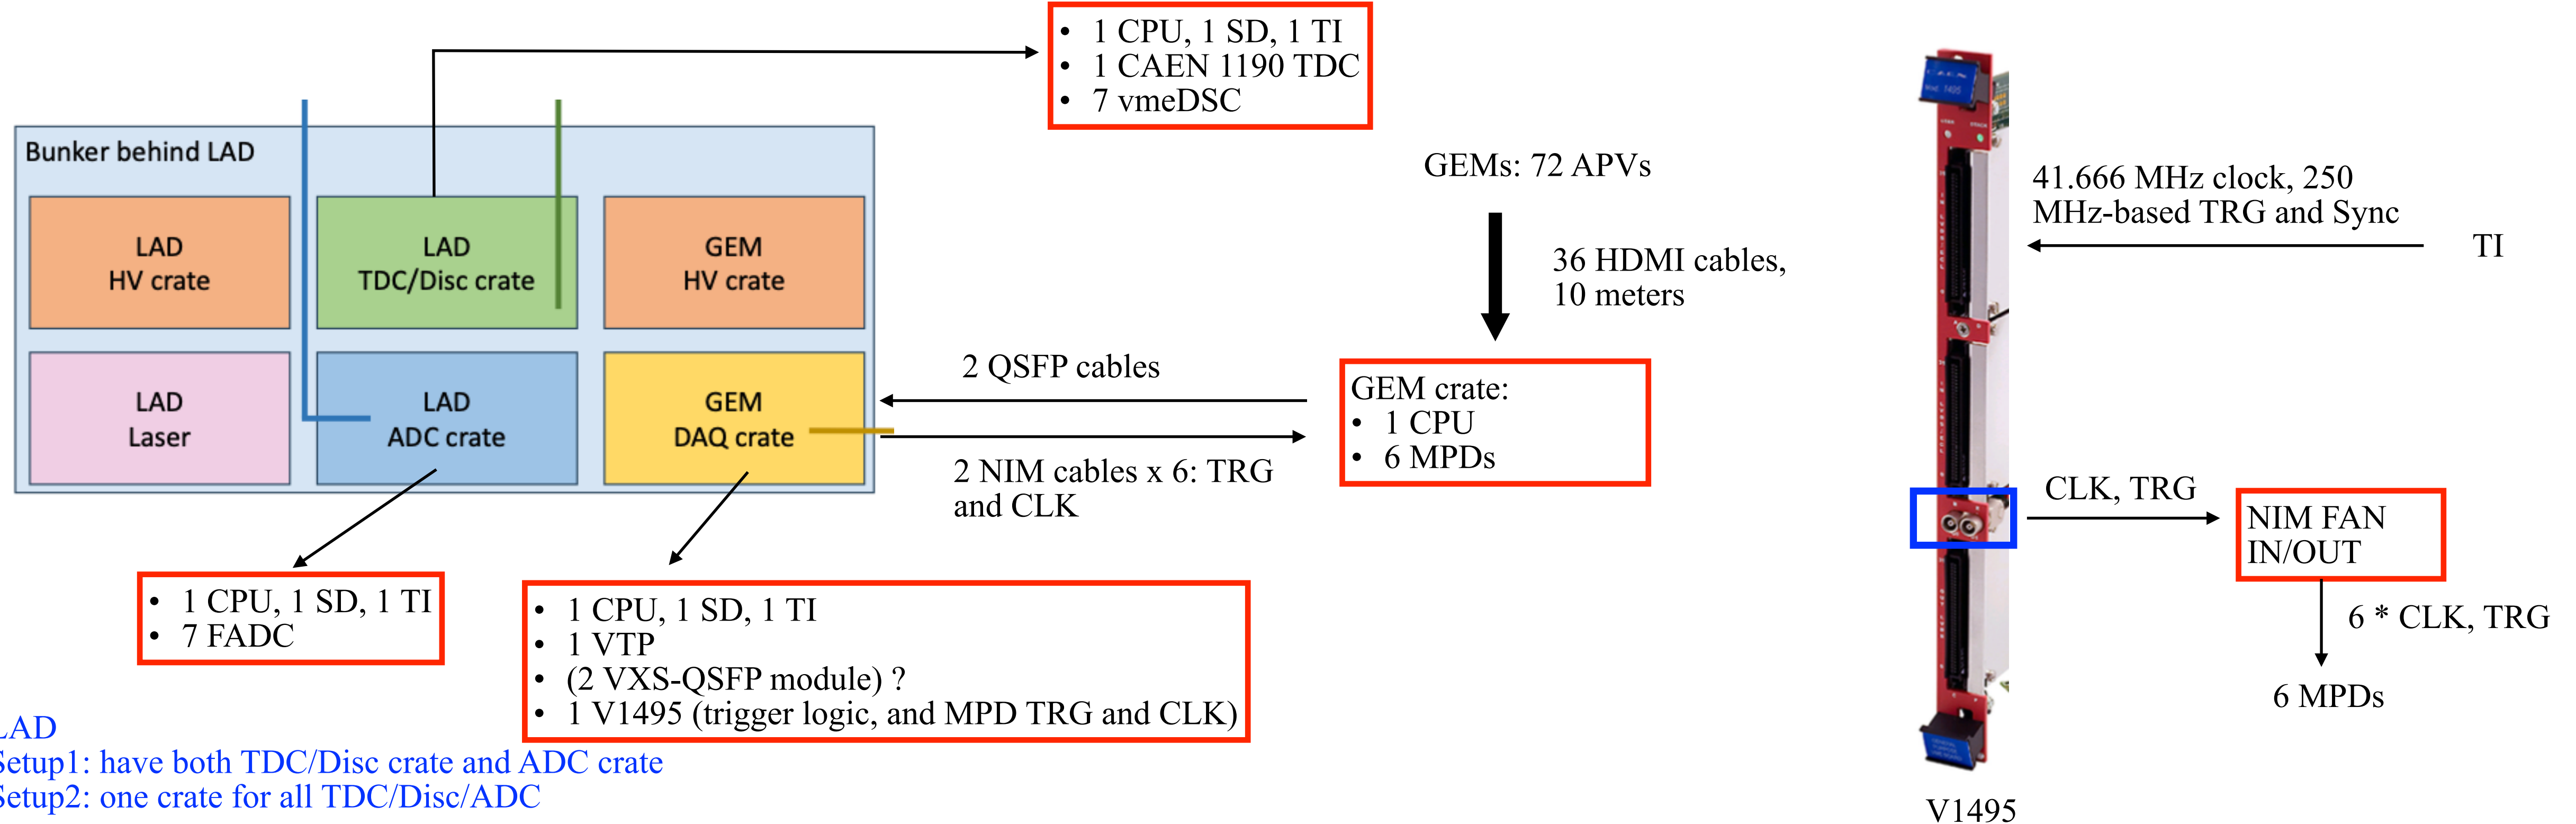 • 1 CPU, 1 SD, 1 TI
• 1 CAEN 1190 TDC
• 7 vmeDSC
Bunker behind LAD
LAD
HV crate
LAD
TDC/Disc crate
GEM
HV crate
LAD
Laser
LAD
ADC crate
GEM
DAQ crate
GEMs: 72 APVs
36 HDMI cables,
10 meters
2 QSFP cables
2 NIM cables x 6: TRG
and CLK
GEM crate:
• 1 CPU
• 6 MPDs
• 1 CPU, 1 SD, 1 TI
• 7 FADC
• 1 CPU, 1 SD, 1 TI
• 1 VTP
• (2 VXS-QSFP module) ?
• 1 V1495 (trigger logic, and MPD TRG and CLK)
LAD
Setup1: have both TDC/Disc crate and ADC crate
Setup2: one crate for all TDC/Disc/ADC
41.666 MHz clock, 250
MHz-based TRG and Sync
TI
CLK, TRG
NIM FAN
IN/OUT
6 * CLK, TRG
6 MPDs
V1495